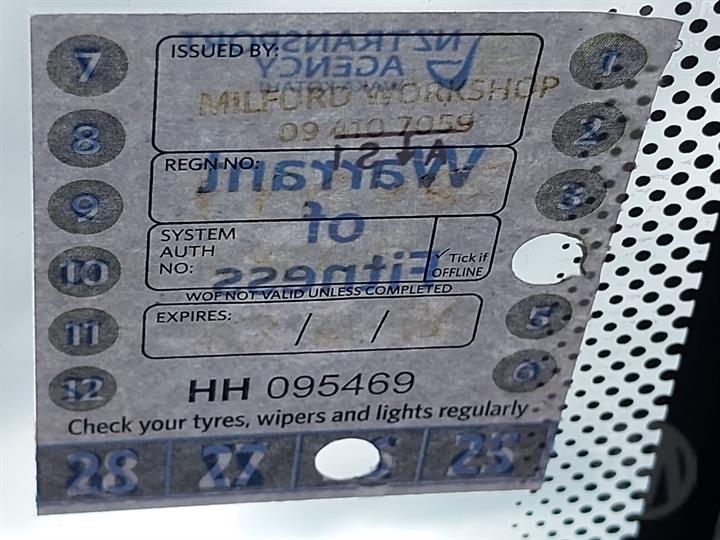 7
8
9
10
11
12
ISSUED BY:
NZ TRANSPORT
AGENCY
MILFORD WORKSHOP
09 410 7059
REGN NO:
Warrant
of
Fitness
SYSTEM
AUTH
NO:
✓ Tick if
OFFLINE
WOF NOT VALID UNLESS COMPLETED
EXPIRES: / /
1
2
3
5
6
HH 095469
Check your tyres, wipers and lights regularly
28 27 6 25